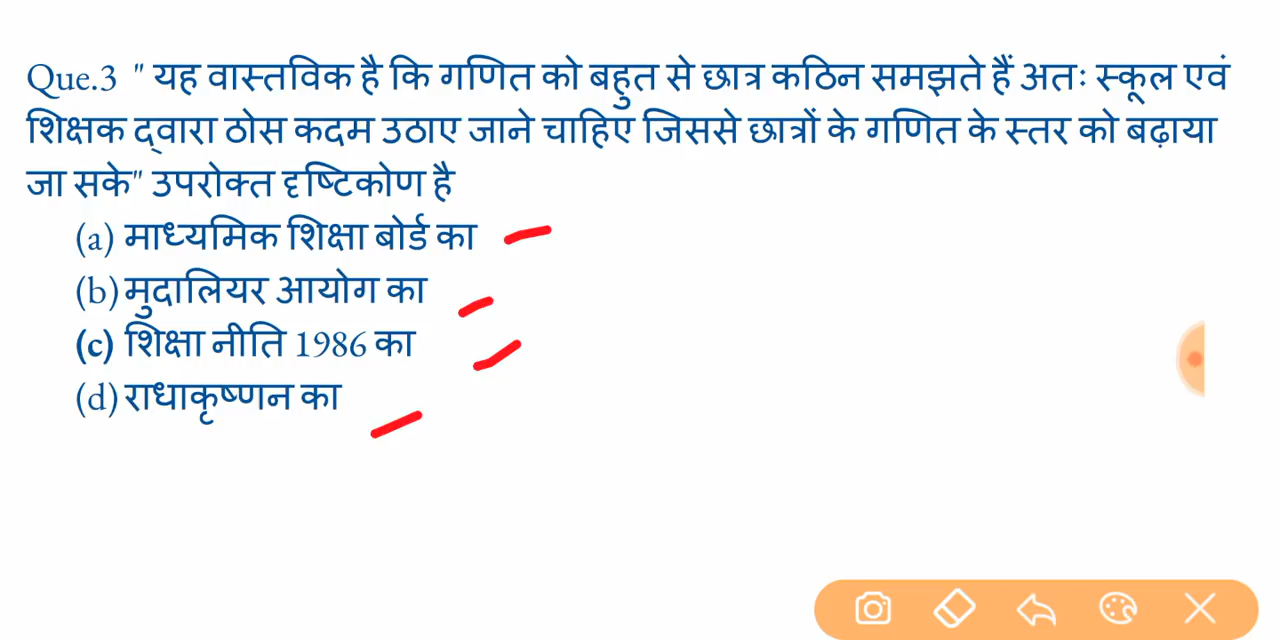 Que.3 " यह वास्तविक है कि गणित को बहुत से छात्र कठिन समझते हैं अतः स्कूल एवं
शिक्षक द्वारा ठोस कदम उठाए जाने चाहिए जिससे छात्रों के गणित के स्तर को बढ़ाया
जा सके" उपरोक्त दृष्टिकोण है
(a) माध्यमिक शिक्षा बोर्ड का
(b) मुदालियर आयोग का
(c) शिक्षा नीति 1986 का
(d) राधाकृष्णन का